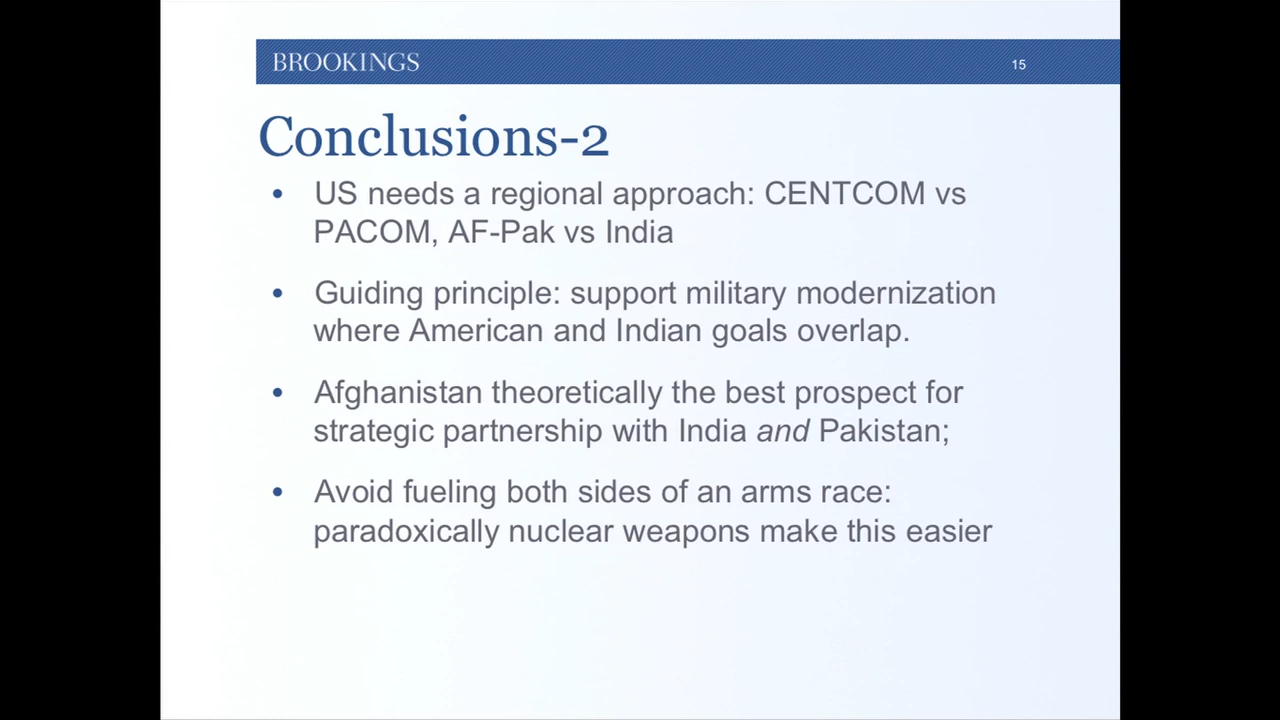 BROOKINGS
15
Conclusions-2
• US needs a regional approach: CENTCOM vs
PACOM, AF-Pak vs India
• Guiding principle: support military modernization
where American and Indian goals overlap.
• Afghanistan theoretically the best prospect for
strategic partnership with India and Pakistan;
• Avoid fueling both sides of an arms race:
paradoxically nuclear weapons make this easier